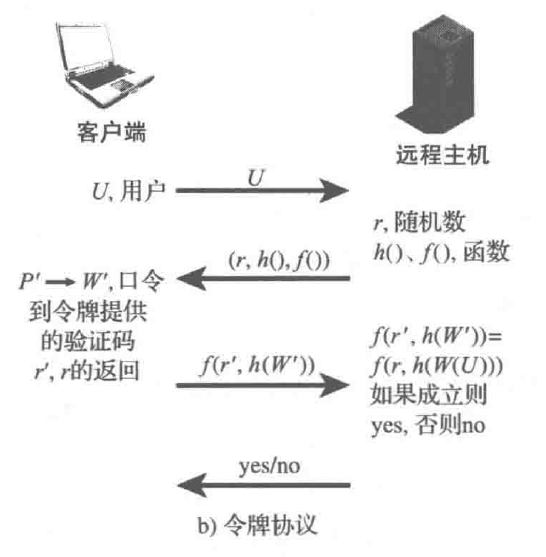 客户端
远程主机
U, 用户
U
r, 随机数
h()、f(), 函数
(r, h(), f())
P' → W', 口令
到令牌提供
的验证码
r', r的返回
f(r', h(W'))
f(r', h(W'))=
f(r, h(W(U)))
如果成立则
yes, 否则no
yes/no
b) 令牌协议